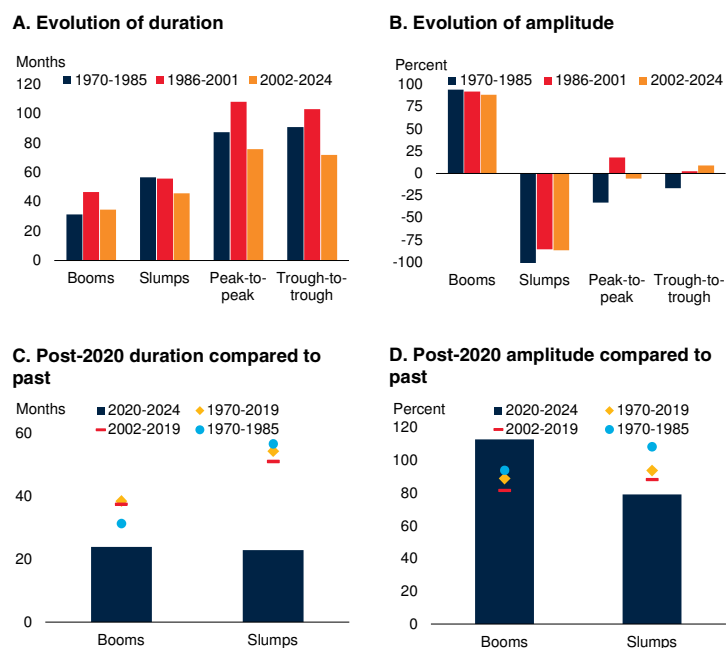 A. Evolution of duration
Months
1970-1985 1986-2001 2002-2024
120
100
80
60
40
20
0
Booms Slumps Peak-to-peak Trough-to-trough
B. Evolution of amplitude
Percent
1970-1985 1986-2001 2002-2024
100
75
50
25
0
-25
-50
-75
-100
Booms Slumps Peak-to-peak Trough-to-trough
C. Post-2020 duration compared to
past
Months
2020-2024 1970-2019
2002-2019 1970-1985
60
40
20
0
Booms Slumps
D. Post-2020 amplitude compared to
past
Percent
2020-2024 1970-2019
2002-2019 1970-1985
120
100
80
60
40
20
0
Booms Slumps